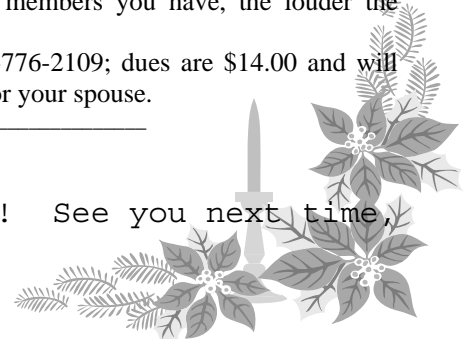 members you have, the louder the
-776-2109; dues are $14.00 and will
or your spouse.
! See you next time,